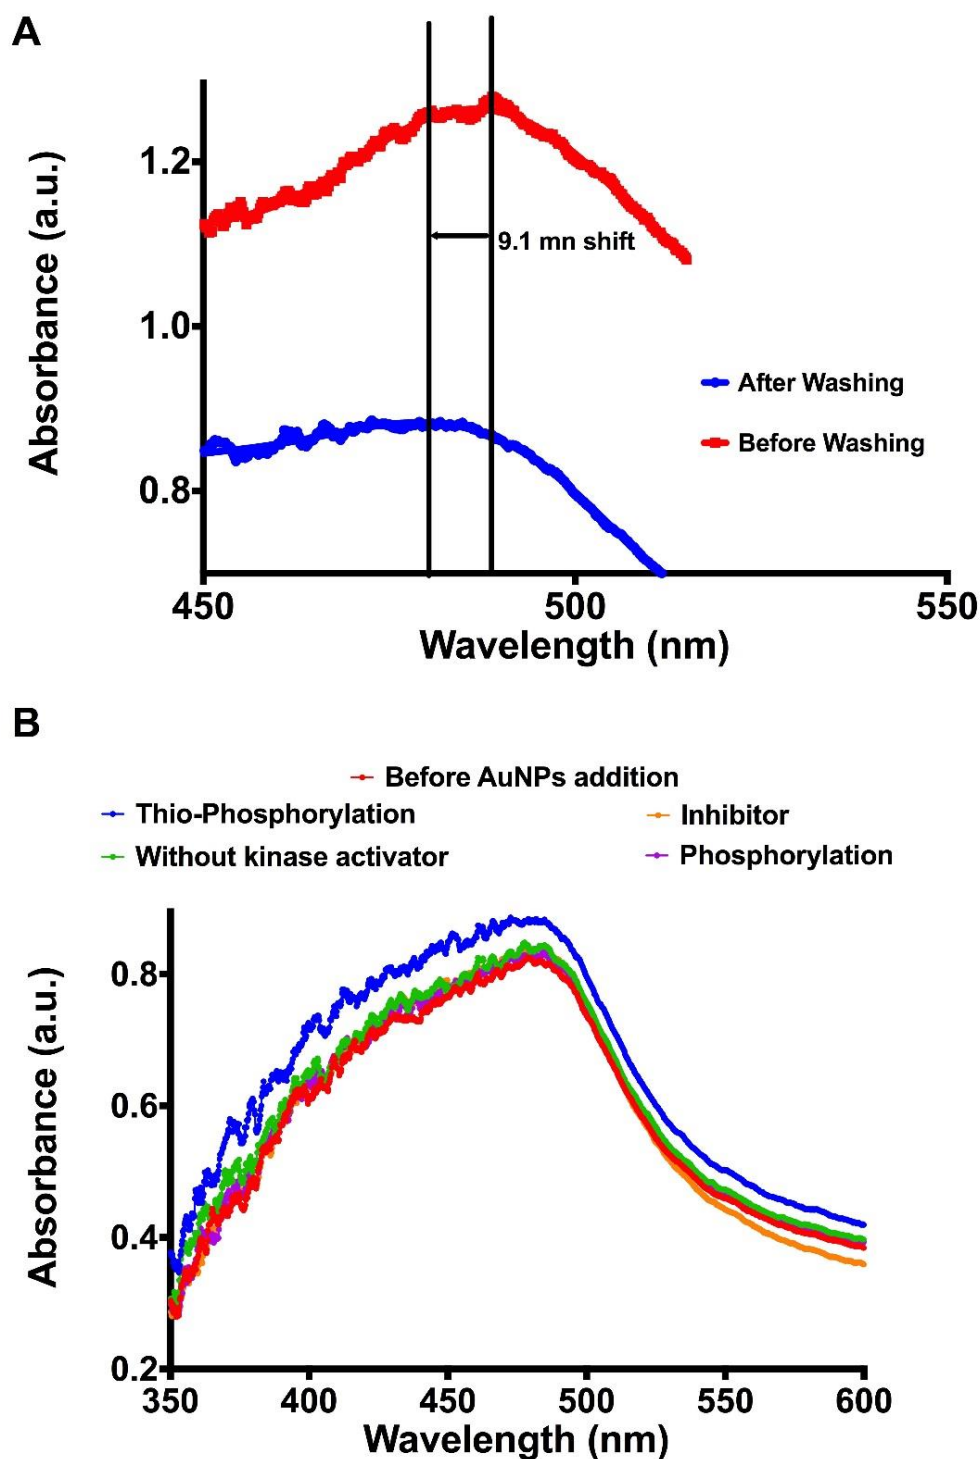 A
Absorbance (a.u.)
1.2
1.0
0.8
9.1 mn shift
After Washing
Before Washing
450
500
550
Wavelength (nm)
B
Before AuNPs addition
Thio-Phosphorylation
Inhibitor
Without kinase activator
Phosphorylation
Absorbance (a.u.)
0.8
0.6
0.4
0.2
350
400
450
500
550
600
Wavelength (nm)